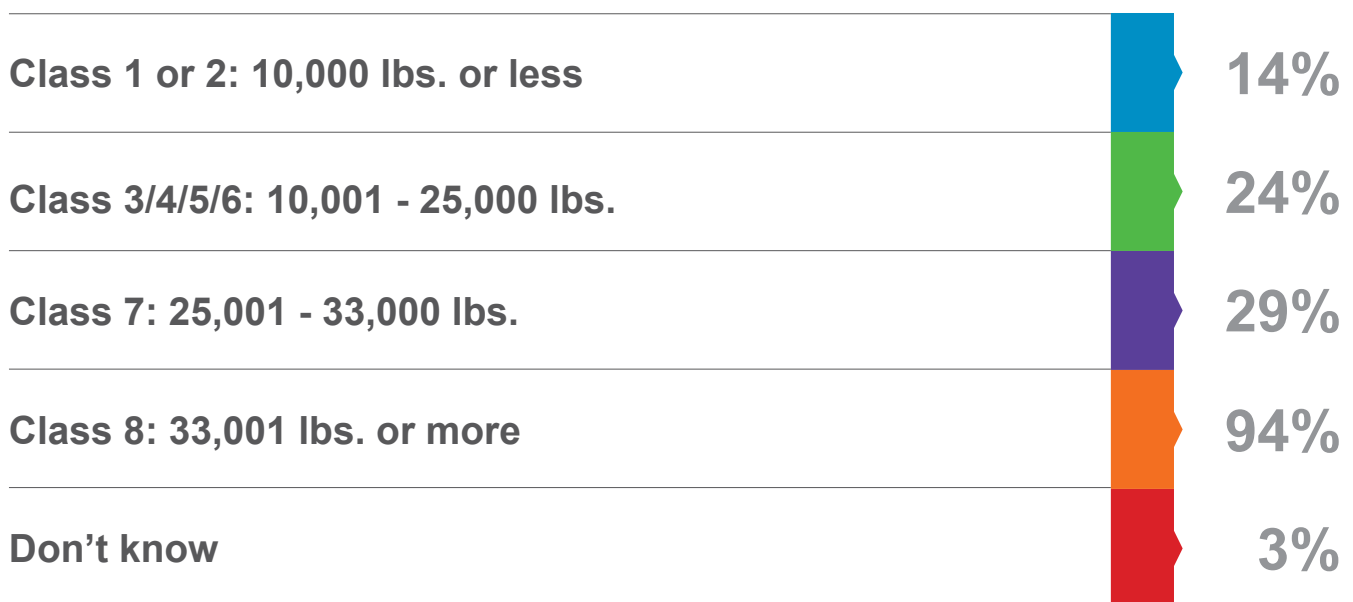 Class 1 or 2: 10,000 lbs. or less 14%
Class 3/4/5/6: 10,001 - 25,000 lbs. 24%
Class 7: 25,001 - 33,000 lbs. 29%
Class 8: 33,001 lbs. or more 94%
Don’t know 3%